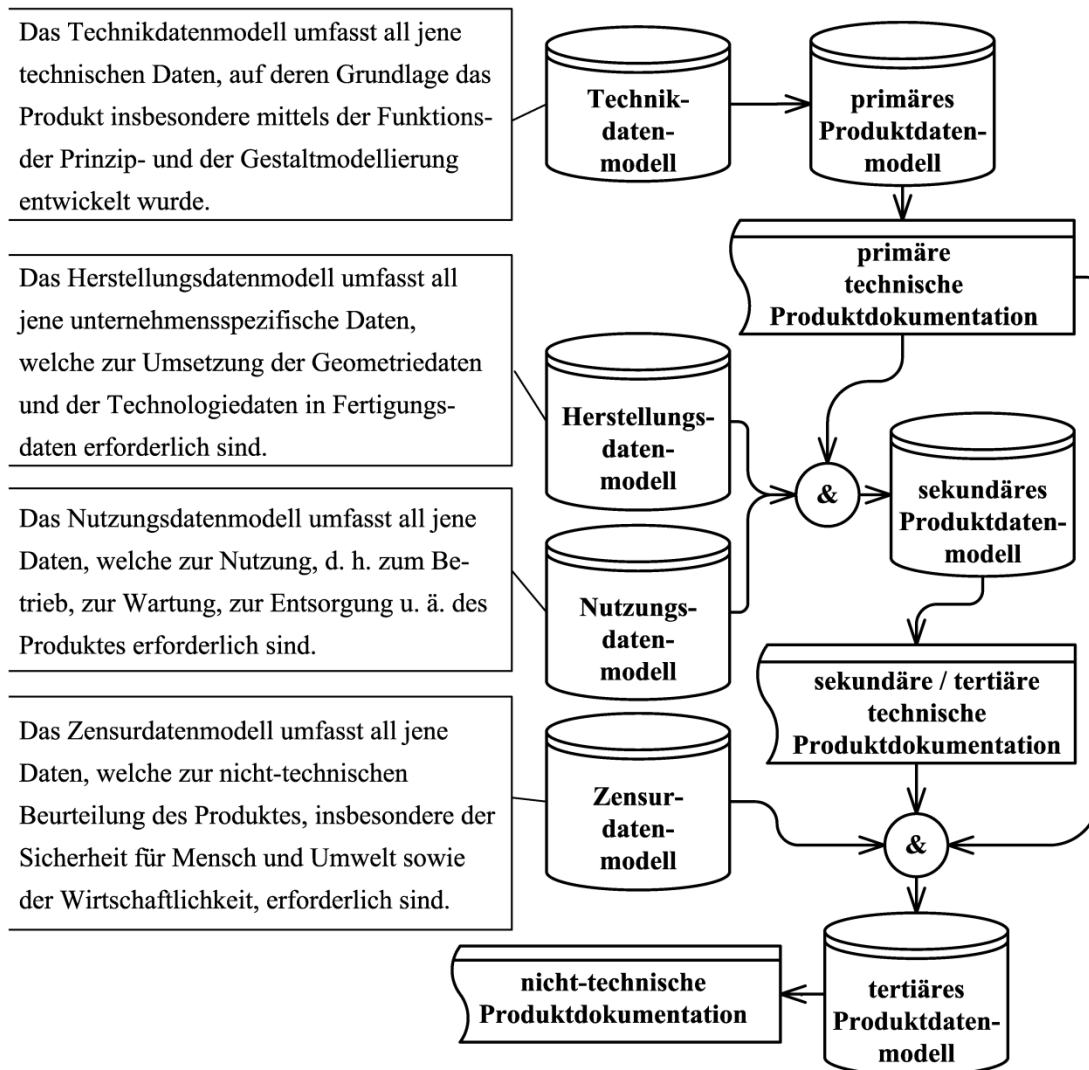 Das Technikdatenmodell umfasst all jene
technischen Daten, auf deren Grundlage das
Produkt insbesondere mittels der Funktions-
der Prinzip- und der Gestaltmodellierung
entwickelt wurde.
Technik-
daten-
modell
primäres
Produktdaten-
modell
primäre
technische
Produktdokumentation
Das Herstellungsdatenmodell umfasst all
jene unternehmensspezifische Daten,
welche zur Umsetzung der Geometriedaten
und der Technologiedaten in Fertigungs-
daten erforderlich sind.
Herstellungs-
daten-
modell
&
sekundäres
Produktdaten-
modell
Das Nutzungsdatenmodell umfasst all jene
Daten, welche zur Nutzung, d. h. zum Be-
trieb, zur Wartung, zur Entsorgung u. ä. des
Produktes erforderlich sind.
Nutzungs-
daten-
modell
sekundäre / tertiäre
technische
Produktdokumentation
Das Zensurdatenmodell umfasst all jene
Daten, welche zur nicht-technischen
Beurteilung des Produktes, insbesondere der
Sicherheit für Mensch und Umwelt sowie
der Wirtschaftlichkeit, erforderlich sind.
Zensur-
daten-
modell
&
tertiäres
Produktdaten-
modell
nicht-technische
Produktdokumentation